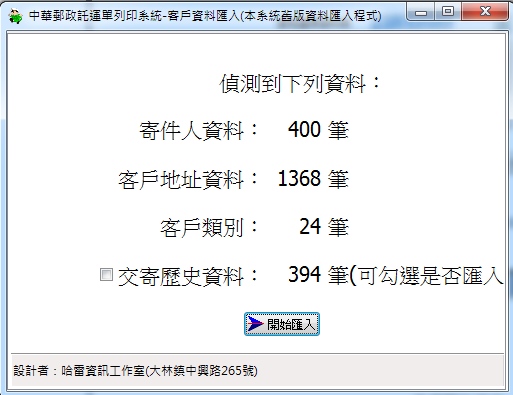 中華郵政託運單列印系統-客戶資料匯入(本系統舊版資料匯入程式)
偵測到下列資料：
寄件人資料： 400 筆
客戶地址資料： 1368 筆
客戶類別： 24 筆
交寄歷史資料： 394 筆(可勾選是否匯入
開始匯入
設計者：哈雷資訊工作室(大林鎮中興路265號)